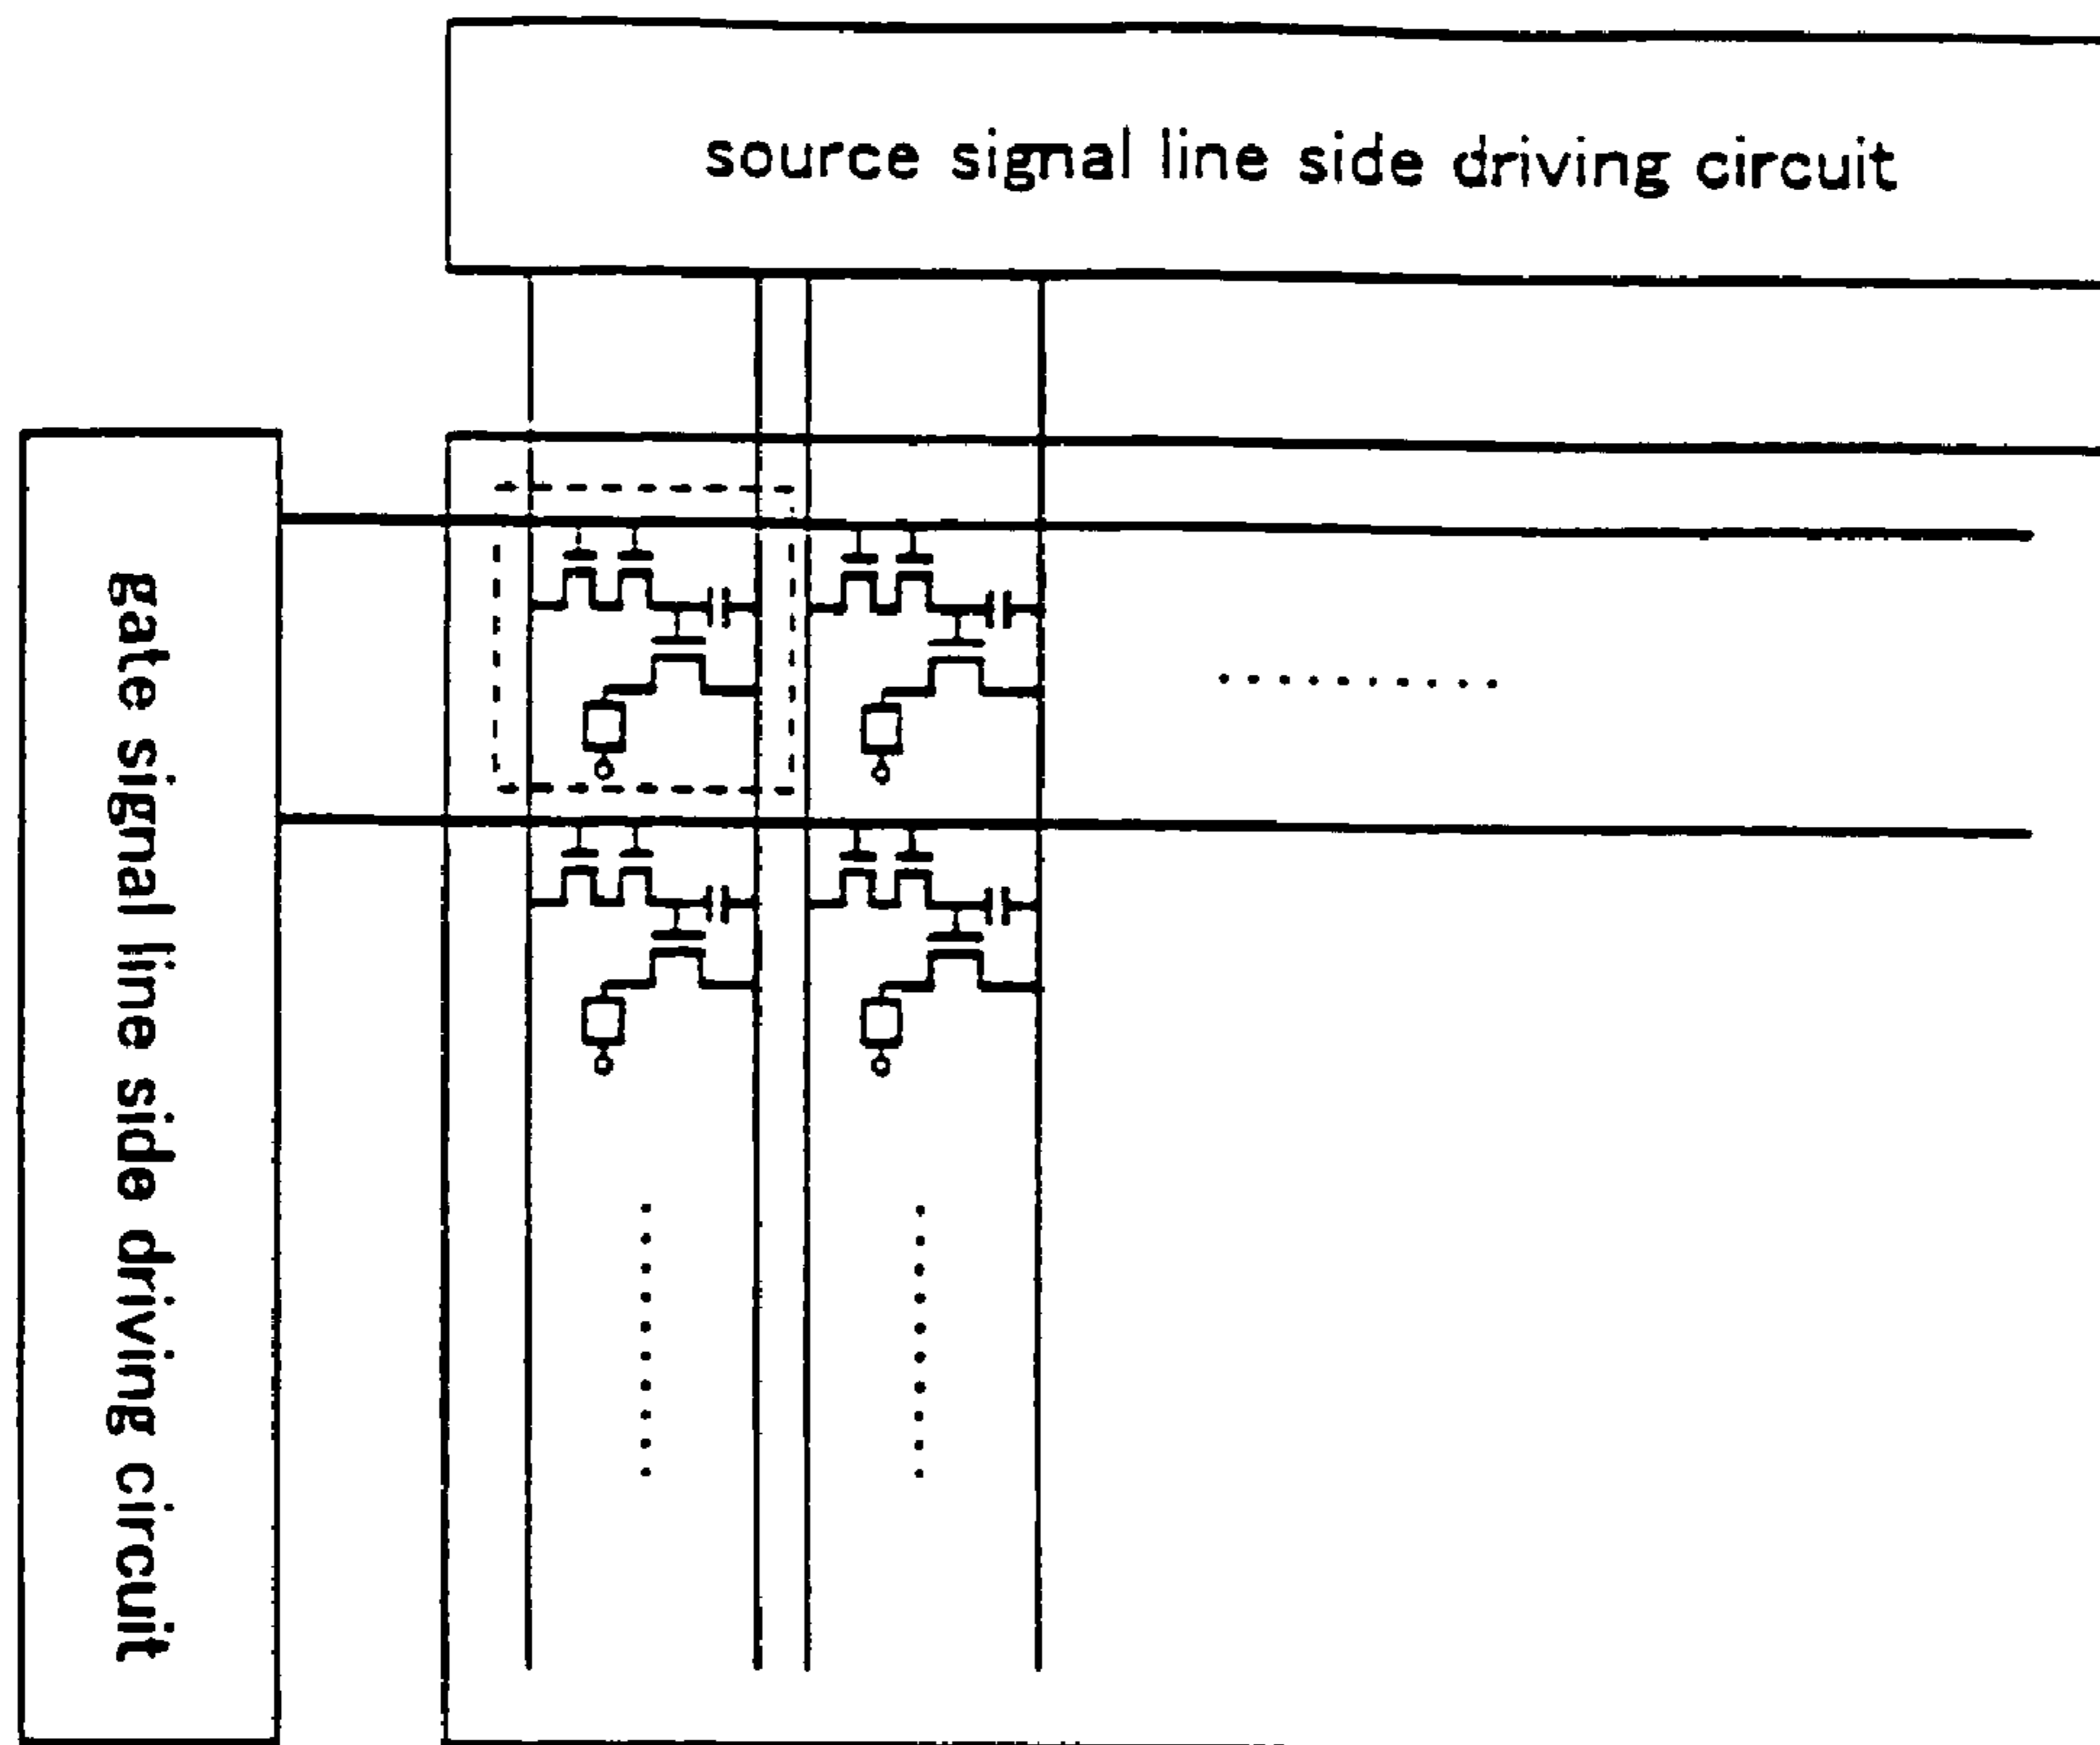 source signal line side driving circuit
gate signal line side driving circuit